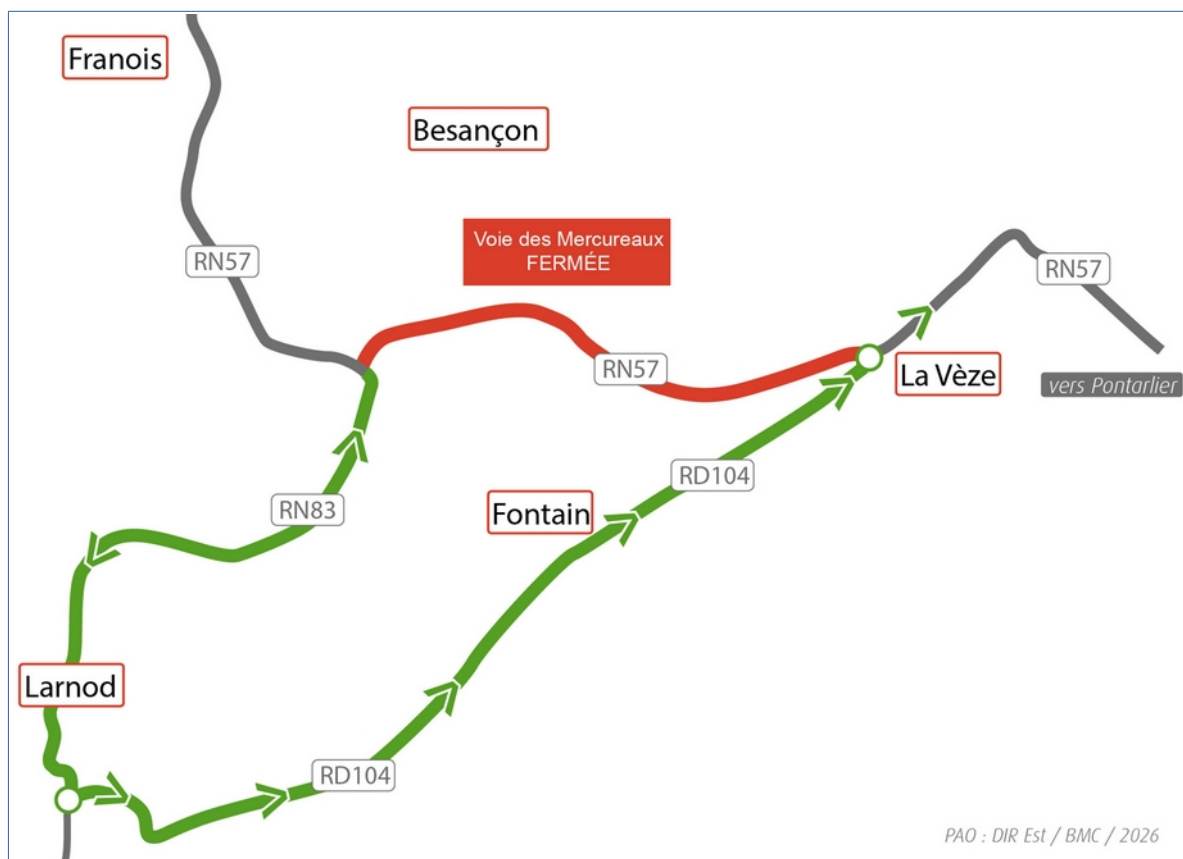 Franois
Besançon
Voie des Mercureaux
FERMÉE
RN57
RN57
RN57
La Vèze
vers Pontarlier
RD104
RN83
Fontain
Larnod
RD104
PAO : DIR Est / BMC / 2026